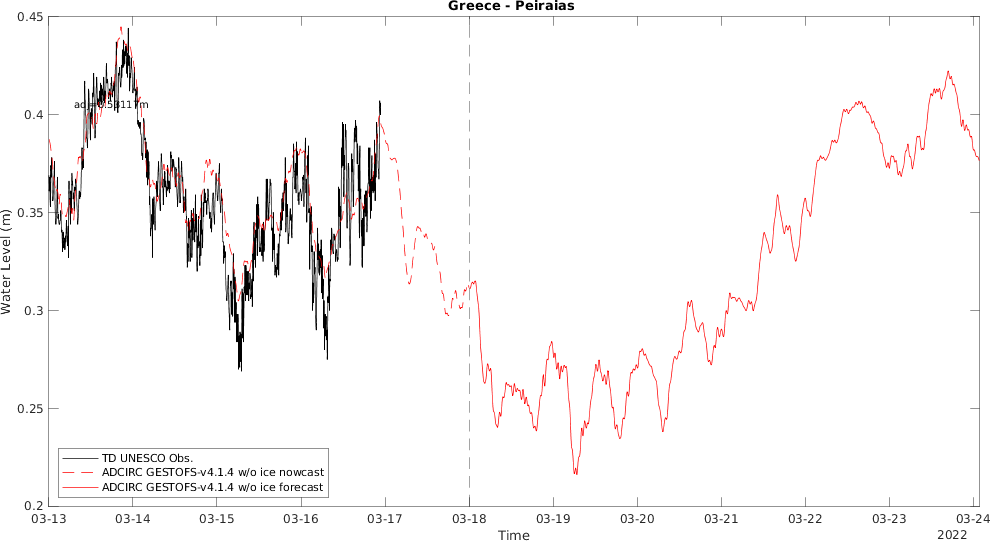 Greece - Peiraias
0.45
0.4
0.35
0.3
0.25
0.2
Water Level (m)
TD UNESCO Obs.
ADCIRC GESTOFS-v4.1.4 w/o ice nowcast
ADCIRC GESTOFS-v4.1.4 w/o ice forecast
03-13 03-14 03-15 03-16 03-17 03-18 03-19 03-20 03-21 03-22 03-23 03-24
Time
2022